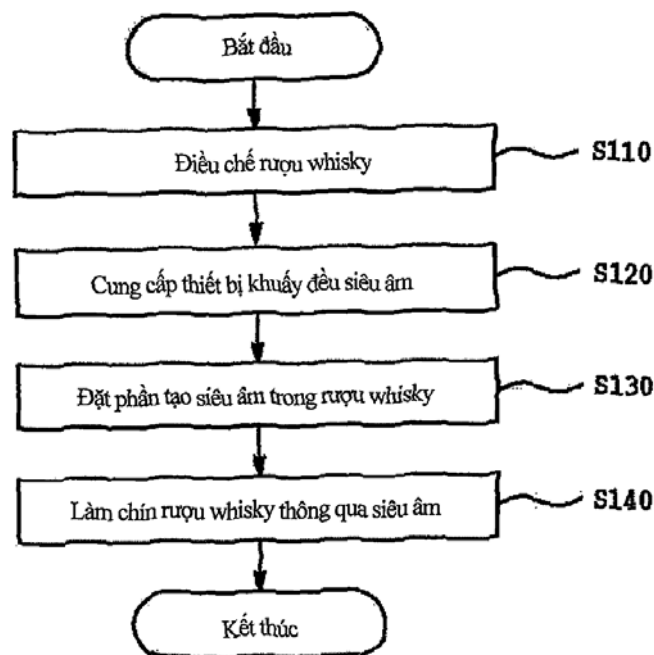 Bắt đầu
Điều chế rượu whisky
S110
Cung cấp thiết bị khuấy đều siêu âm
S120
Đặt phần tạo siêu âm trong rượu whisky
S130
Làm chín rượu whisky thông qua siêu âm
S140
Kết thúc